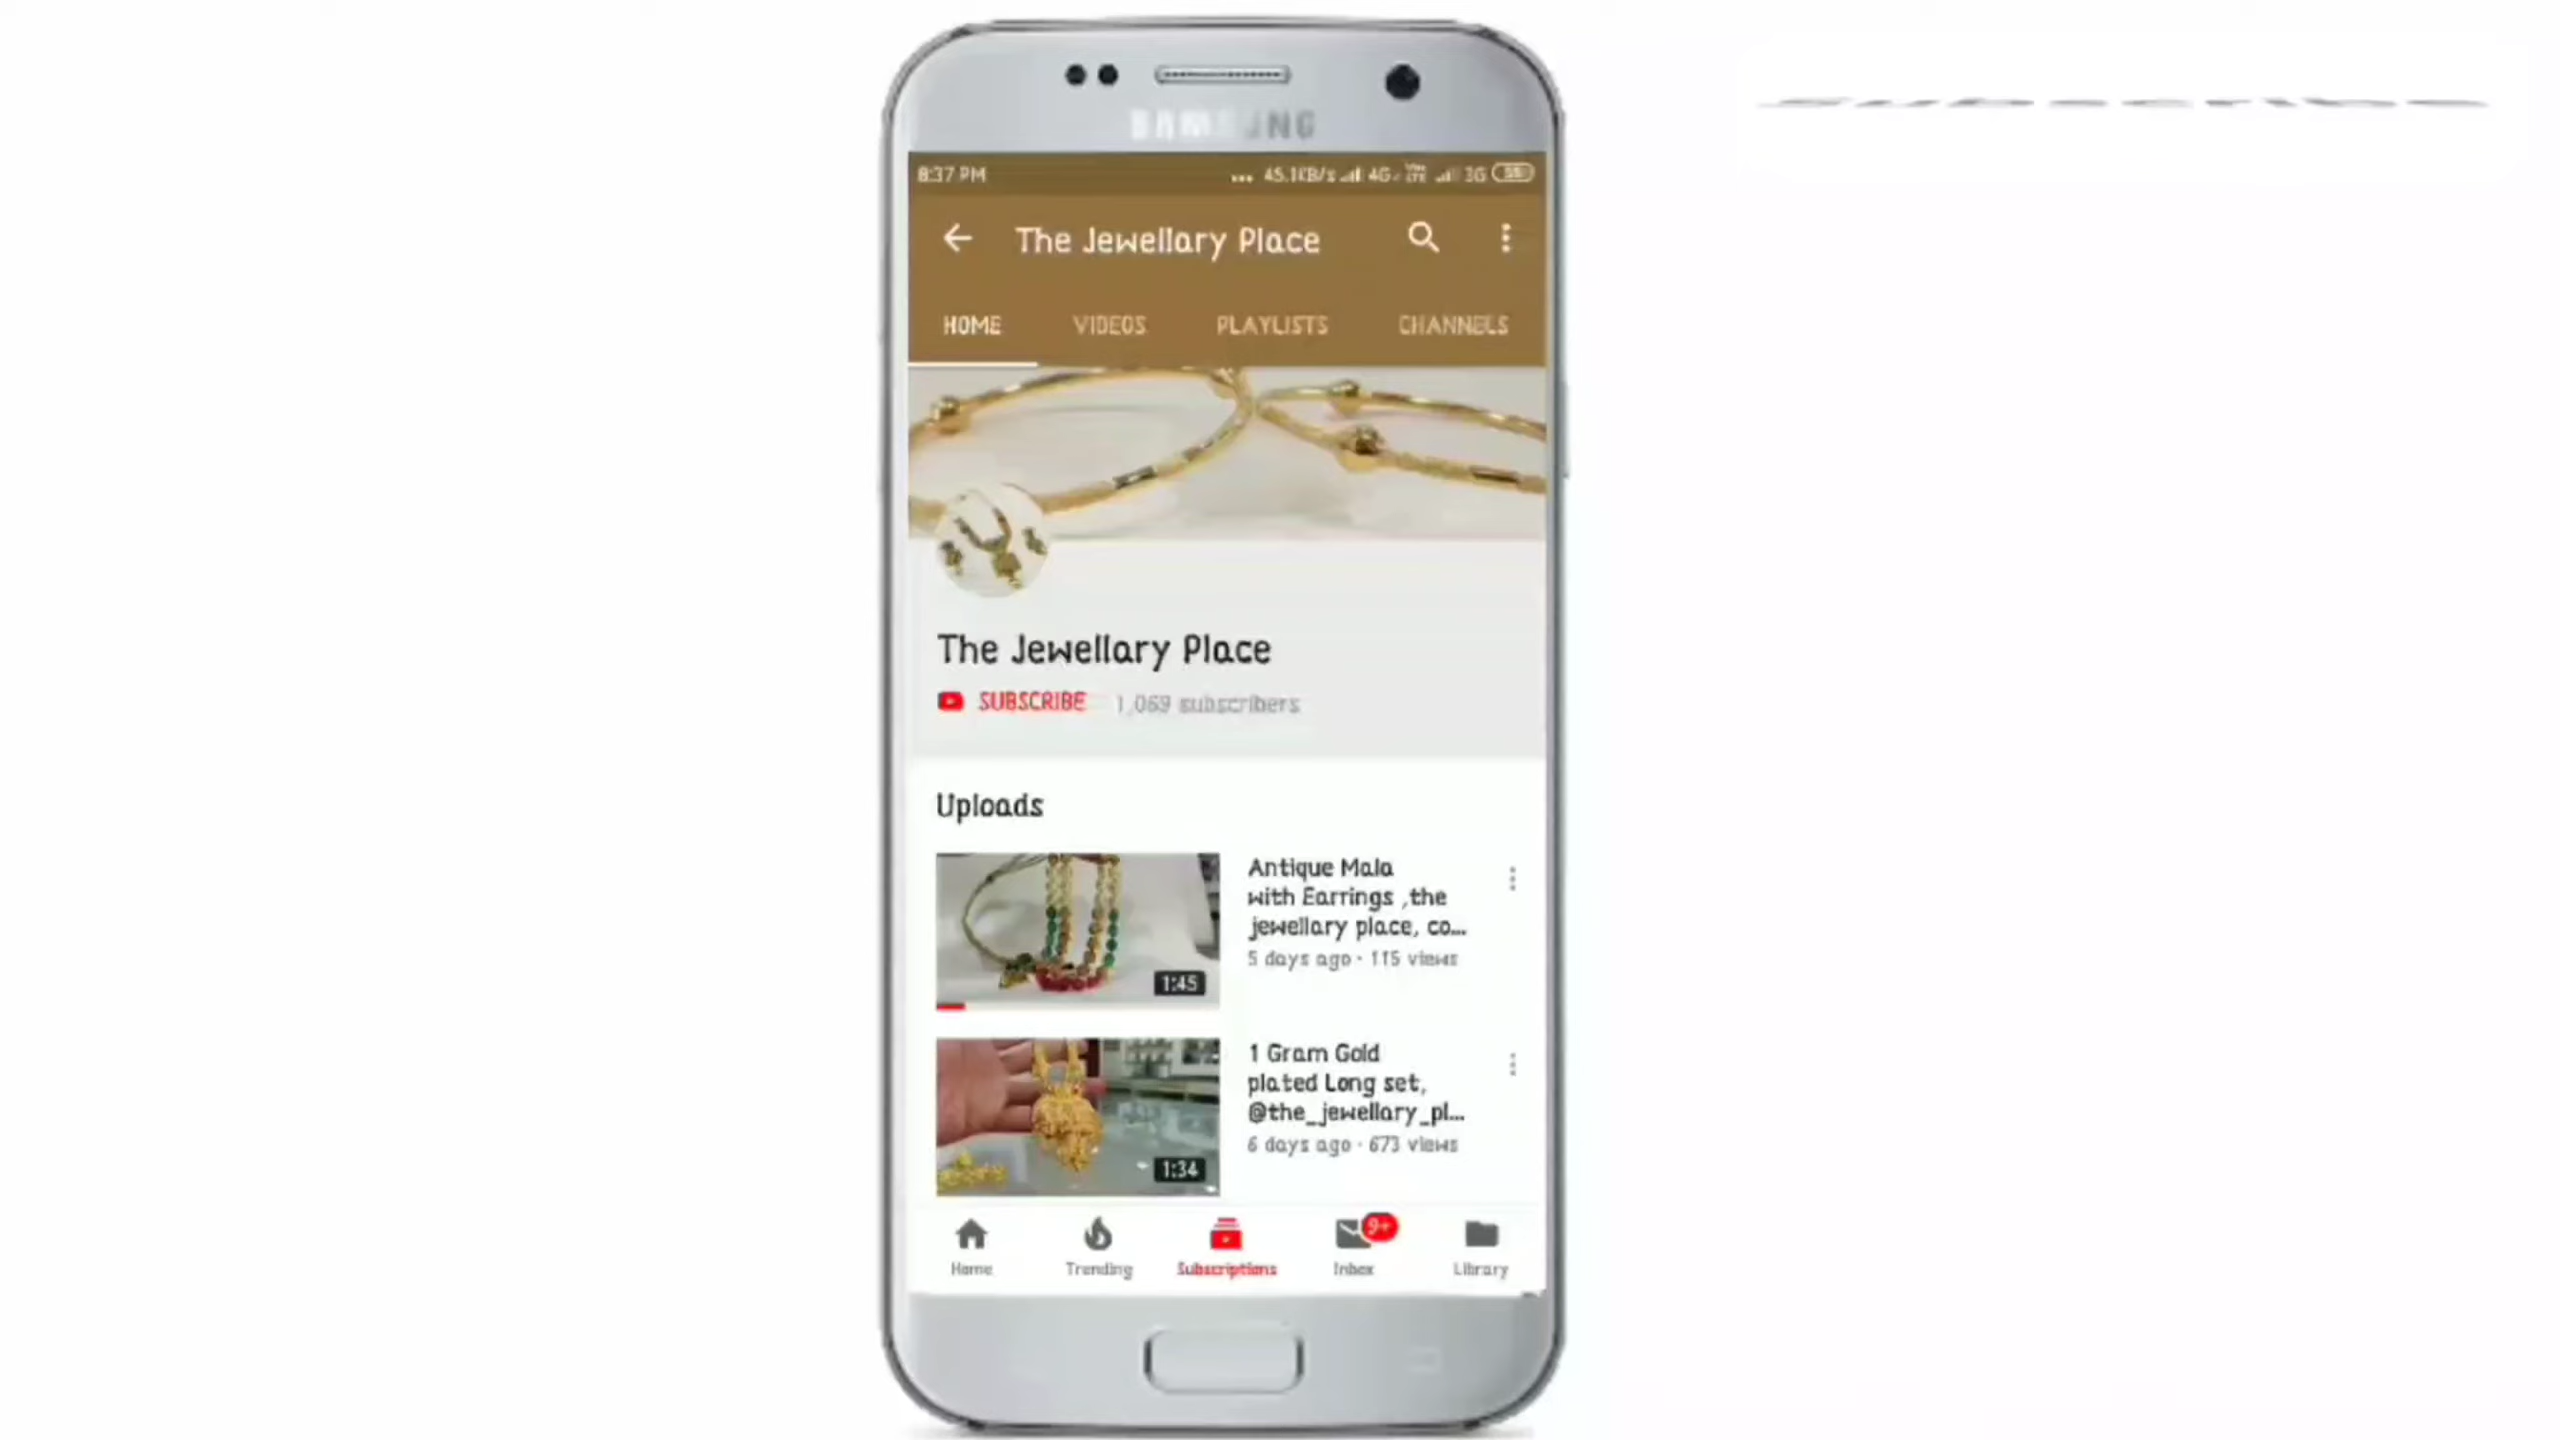 SAMSUNG
8:37 PM ... 45.1KB/s 4G 3G
The Jewellary Place
HOME VIDEOS PLAYLISTS CHANNELS
The Jewellary Place
SUBSCRIBE 1,069 subscribers
Uploads
Antique Mala
with Earrings ,the
jewellary place, co...
5 days ago · 115 views
1:45
1 Gram Gold
plated Long set,
@the_jewellary_pl...
6 days ago · 673 views
1:34
9+
Home Trending Subscriptions Inbox Library